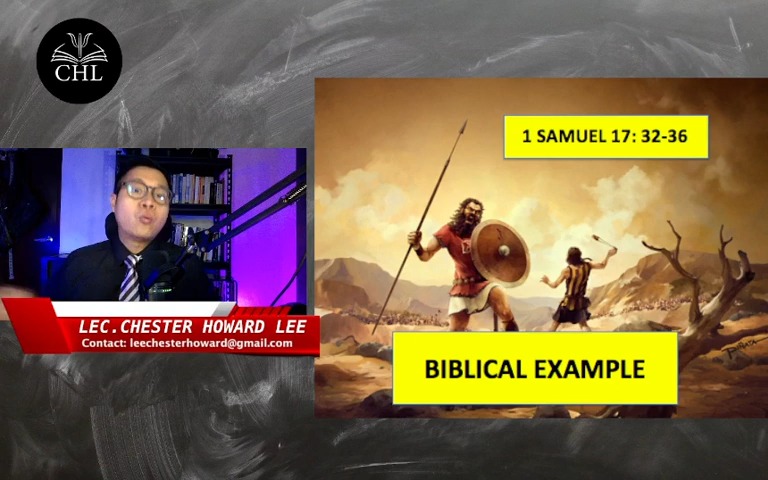 CHL
1 SAMUEL 17: 32-36
LEC.CHESTER HOWARD LEE
Contact: leechesterhoward@gmail.com
BIBLICAL EXAMPLE